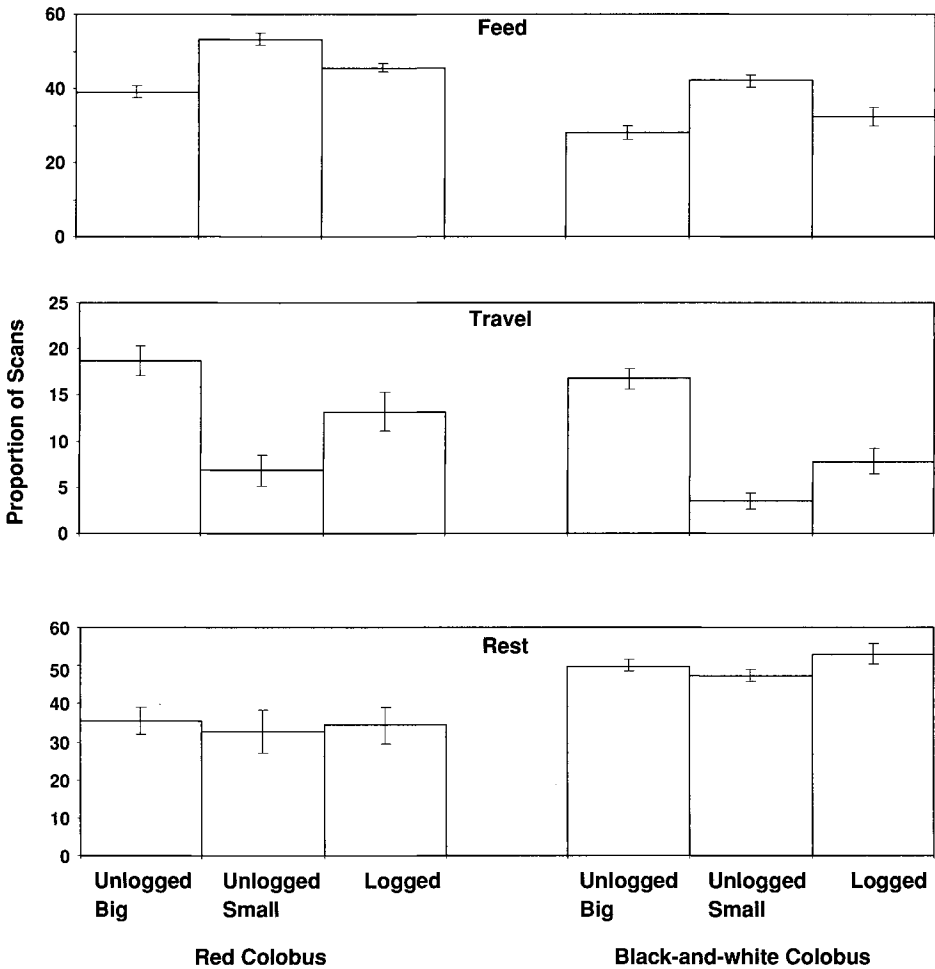 Feed
60
40
20
0
Travel
25
20
15
10
5
0
Proportion of Scans
Rest
60
50
40
30
20
10
0
Unlogged Big
Unlogged Small
Logged
Unlogged Big
Unlogged Small
Logged
Red Colobus
Black-and-white Colobus